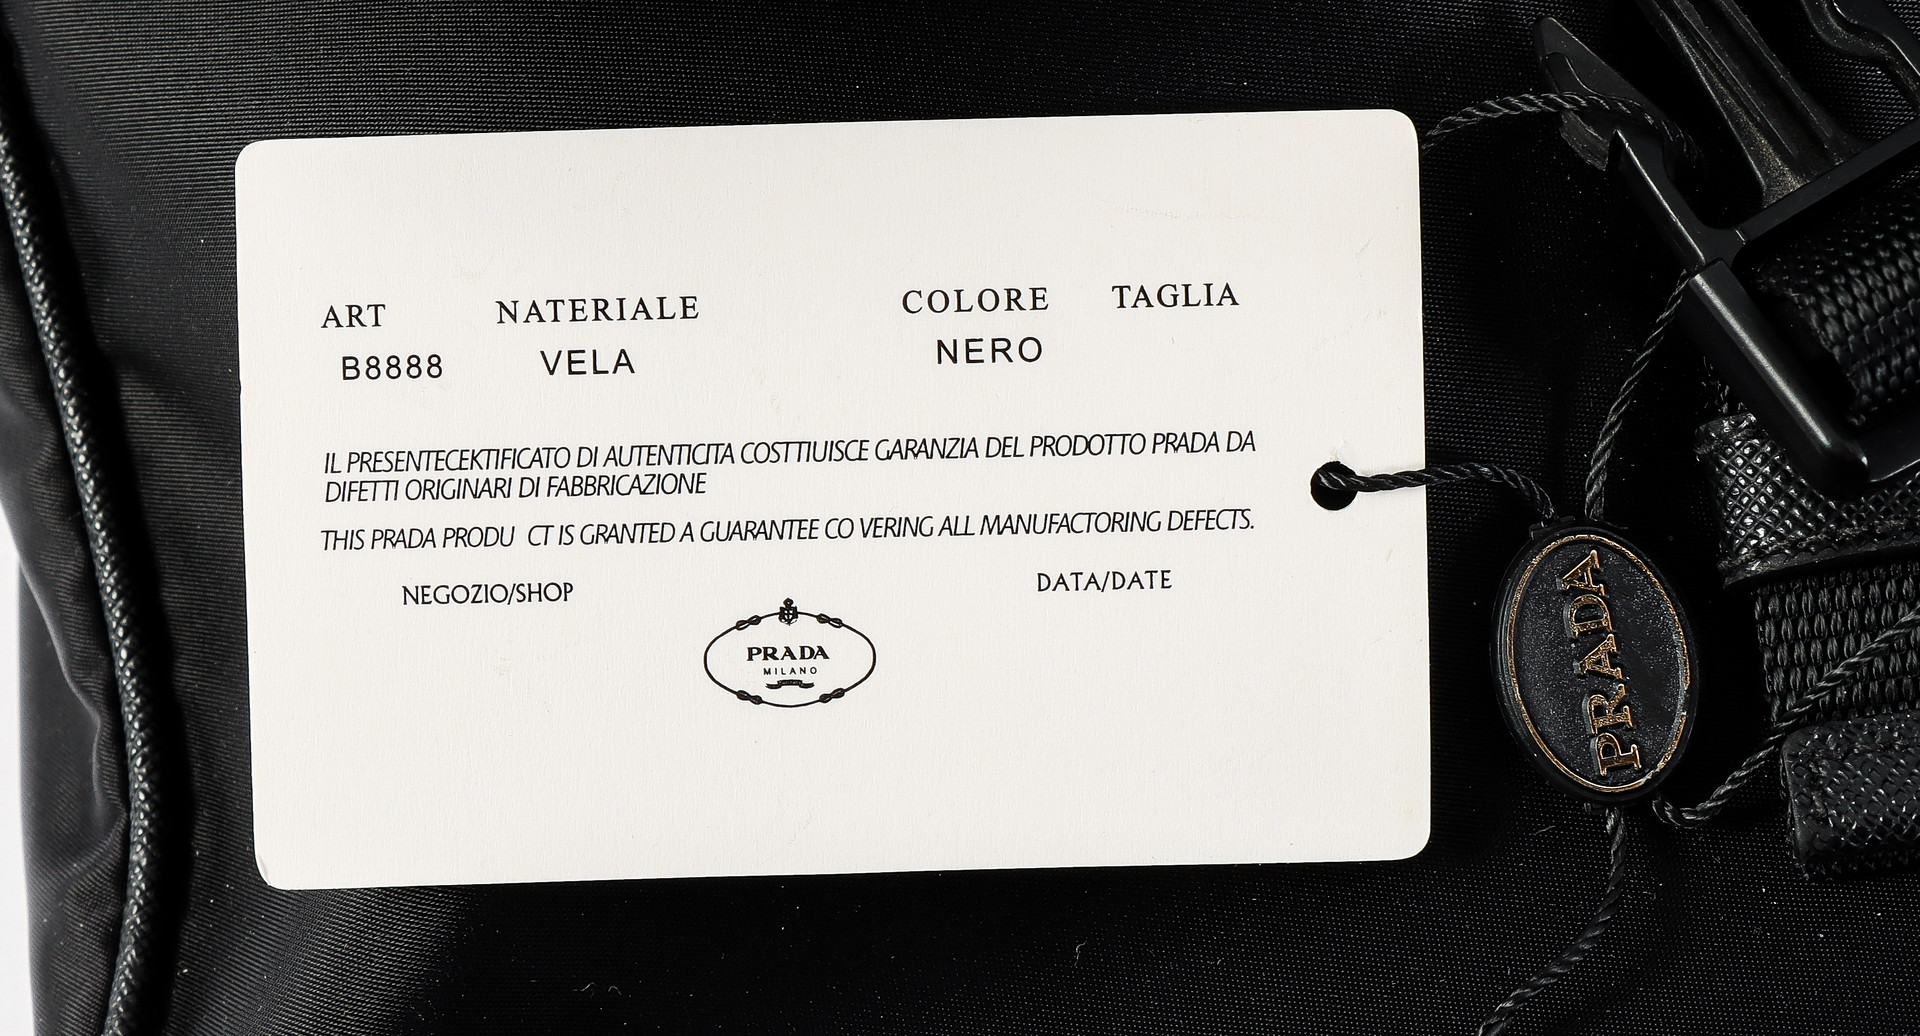 ART NATERIALE COLORE TAGLIA
B8888 VELA NERO
IL PRESENTECEKTIFICATO DI AUTENTICITA COSTTIUISCE GARANZIA DEL PRODOTTO PRADA DA
DIFETTI ORIGINARI DI FABBRICAZIONE
THIS PRADA PRODU CT IS GRANTED A GUARANTEE CO VERING ALL MANUFACTORING DEFECTS.
NEGOZIO/SHOP DATA/DATE
PRADA
MILANO
PRADA